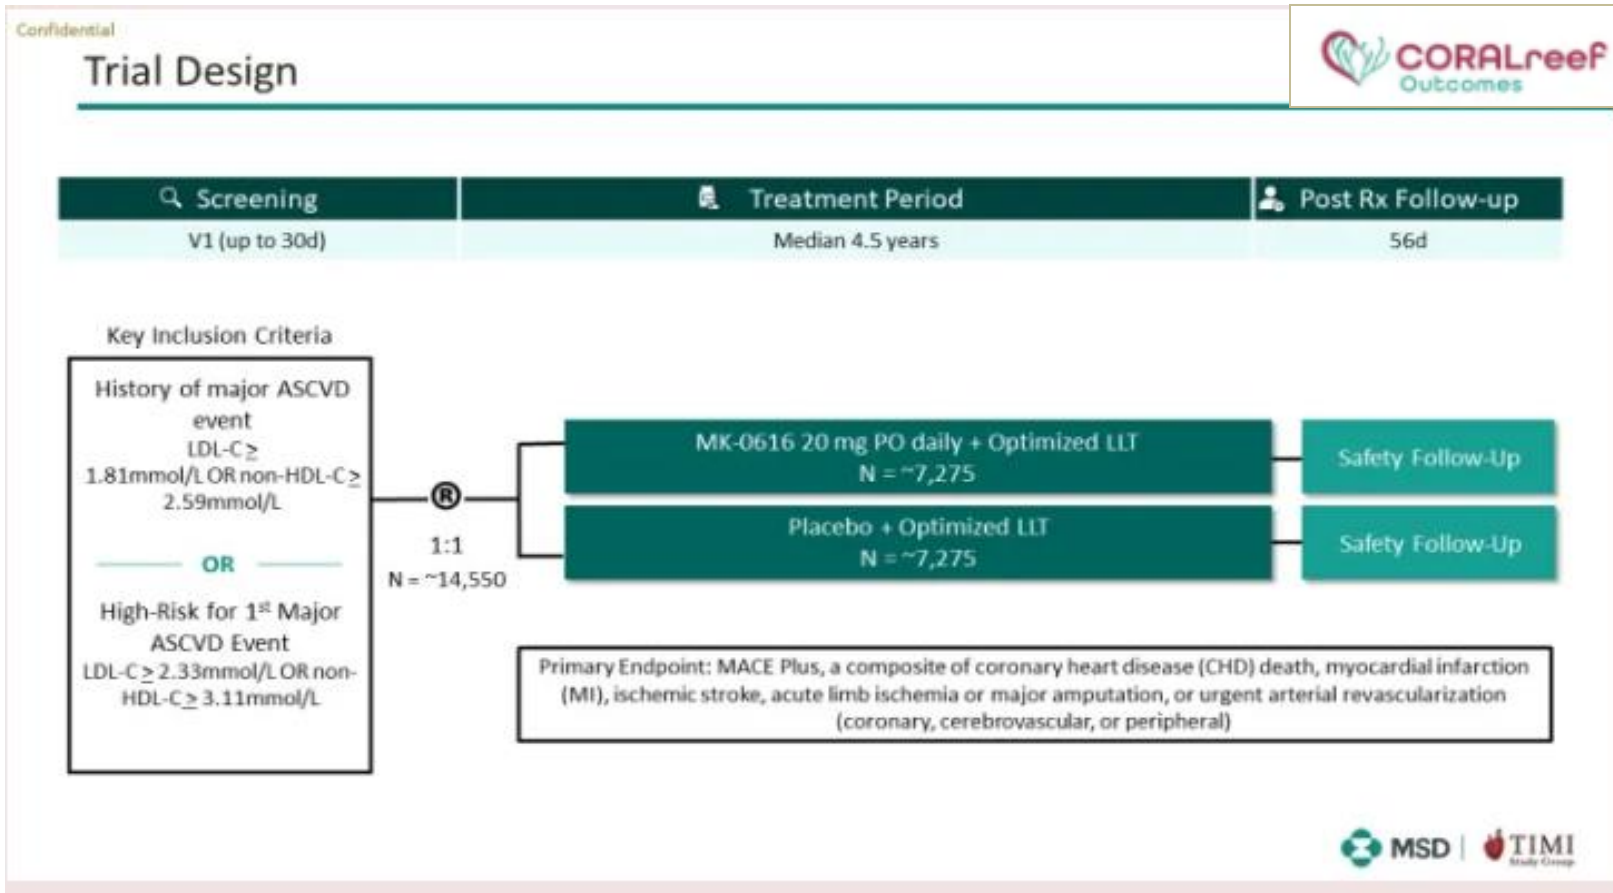 Confidential
Trial Design
CORALreef
Outcomes
Screening
Treatment Period
Post Rx Follow-up
V1 (up to 30d)
Median 4.5 years
56d
Key Inclusion Criteria
History of major ASCVD
event
LDL-C ≥
1.81mmol/L OR non-HDL-C ≥
2.59mmol/L
OR
High-Risk for 1st Major
ASCVD Event
LDL-C ≥ 2.33mmol/L OR non-
HDL-C ≥ 3.11mmol/L
R
1:1
N = ~14,550
MK-0616 20 mg PO daily + Optimized LLT
N = ~7,275
Safety Follow-Up
Placebo + Optimized LLT
N = ~7,275
Safety Follow-Up
Primary Endpoint: MACE Plus, a composite of coronary heart disease (CHD) death, myocardial infarction
(MI), ischemic stroke, acute limb ischemia or major amputation, or urgent arterial revascularization
(coronary, cerebrovascular, or peripheral)
MSD
TIMI
Study Group